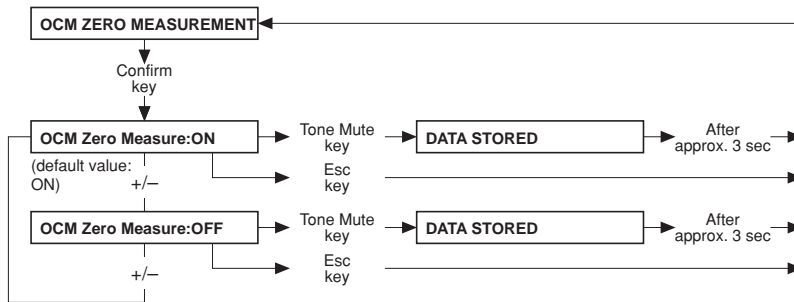 OCM ZERO MEASUREMENT
Confirm
key
OCM Zero Measure:ON
Tone Mute
key
DATA STORED
After
approx. 3 sec
(default value:
ON)
+/–
Esc
key
OCM Zero Measure:OFF
Tone Mute
key
DATA STORED
After
approx. 3 sec
+/–
Esc
key